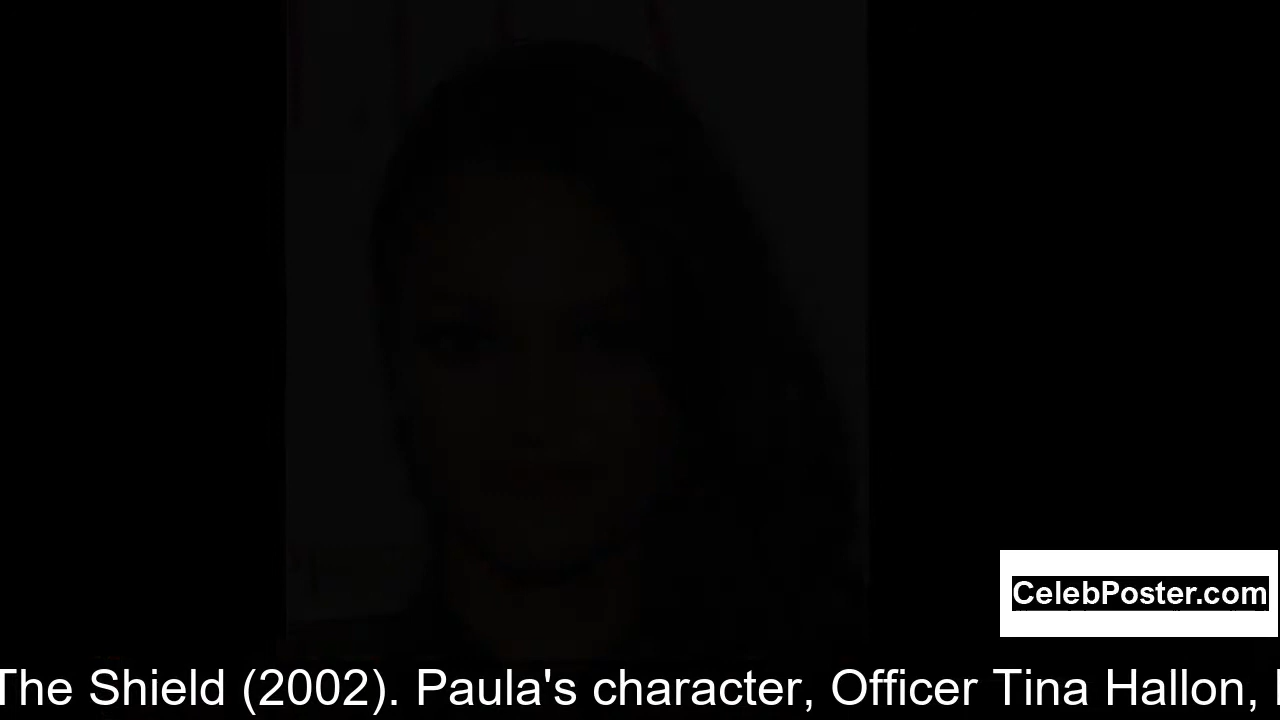 CelebPoster.com
The Shield (2002). Paula's character, Officer Tina Hallon,